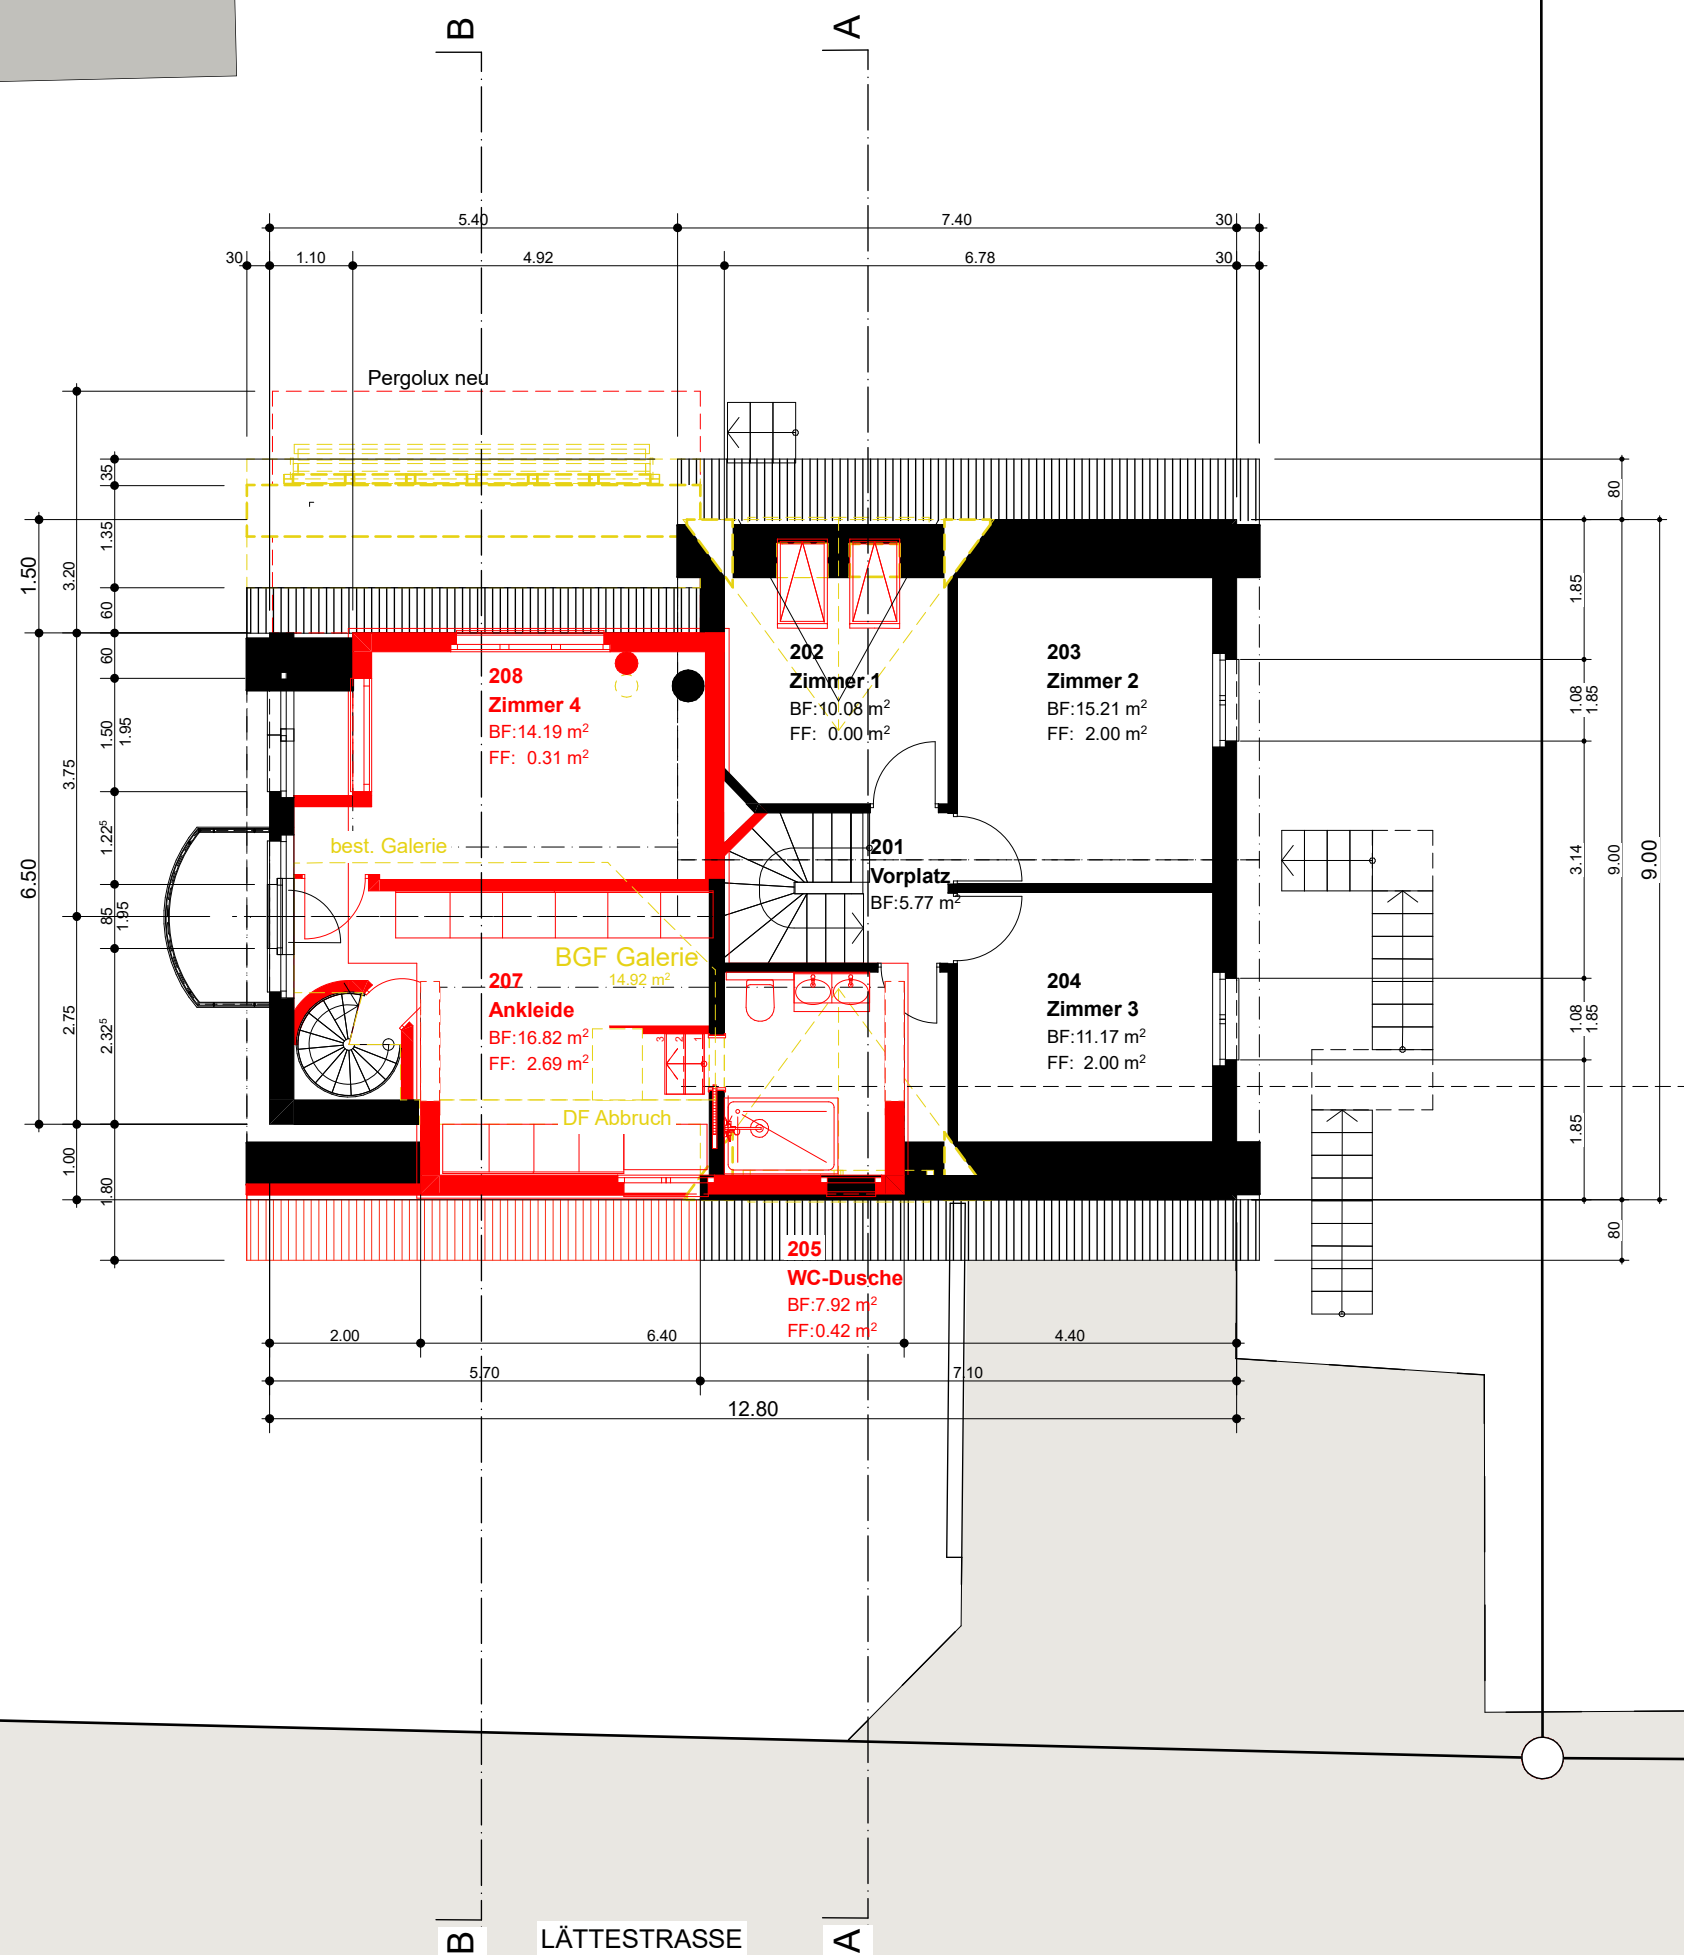 B
A
5.40
7.40
30
30
1.10
4.92
6.78
30
Pergolux neu
35
1.35
60
1.50
3.20
60
1.50
1.95
3.75
1.22⁵
6.50
85
1.95
2.75
2.32⁵
1.00
1.80
80
1.85
1.08
1.85
3.14
9.00
9.00
1.08
1.85
1.85
80
208
Zimmer 4
BF:14.19 m²
FF: 0.31 m²
202
Zimmer 1
BF:10.08 m²
FF: 0.00 m²
203
Zimmer 2
BF:15.21 m²
FF: 2.00 m²
best. Galerie
201
Vorplatz
BF:5.77 m²
BGF Galerie
14.92 m²
207
Ankleide
BF:16.82 m²
FF: 2.69 m²
3
2
1
204
Zimmer 3
BF:11.17 m²
FF: 2.00 m²
DF Abbruch
205
WC-Dusche
BF:7.92 m²
FF:0.42 m²
2.00
6.40
4.40
5.70
7.10
12.80
B
LÄTTESTRASSE
A